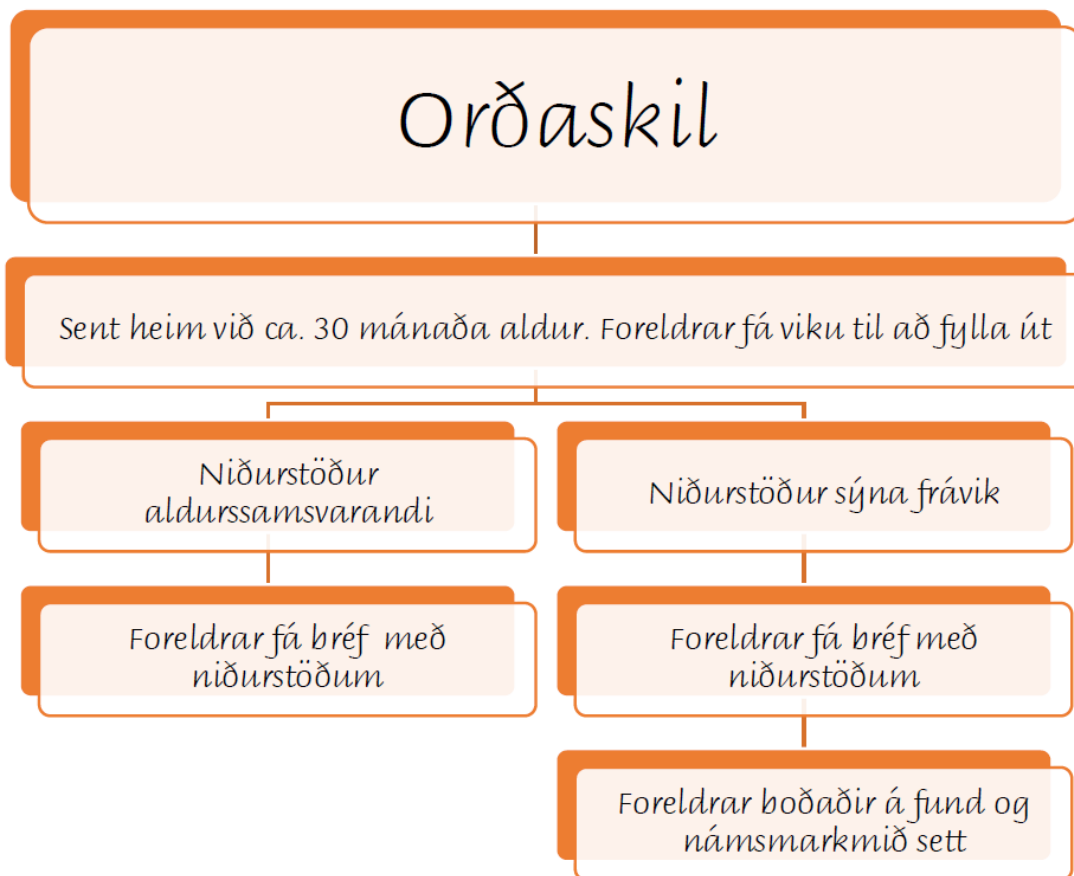 Orðaskil
Sent heim við ca. 30 mánaða aldur. Foreldrar fá viku til að fylla út
Niðurstöður
aldurssamsvarandi
Niðurstöður sýna frávik
Foreldrar fá bréf með
niðurstöðum
Foreldrar fá bréf með
niðurstöðum
Foreldrar boðaðir á fund og
námsmarkmið sett